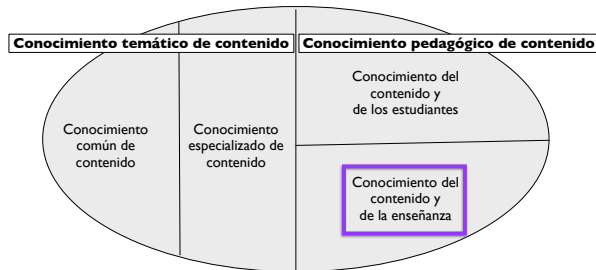 Conocimiento temático de contenido
Conocimiento pedagógico de contenido
Conocimiento
común de
contenido
Conocimiento
especializado de
contenido
Conocimiento del
contenido y
de los estudiantes
Conocimiento del
contenido y
de la enseñanza